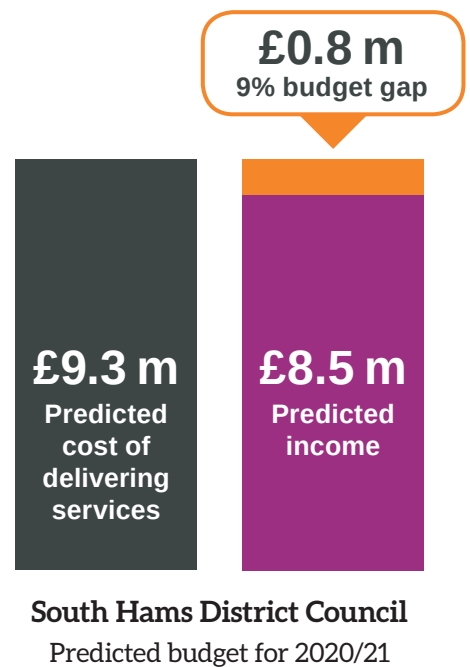 £0.8 m
9% budget gap
£9.3 m
Predicted
cost of
delivering
services
£8.5 m
Predicted
income
South Hams District Council
Predicted budget for 2020/21